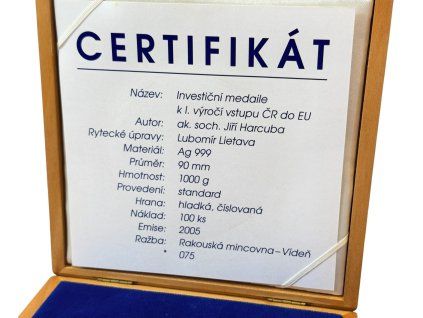 CERTIFIKÁT
Název: Investiční medaile
k I. výročí vstupu ČR do EU
Autor: ak. soch. Jiří Harcuba
Rytecké úpravy: Lubomír Lietava
Materiál: Ag 999
Průměr: 90 mm
Hmotnost: 1000 g
Provedení: standard
Hrana: hladká, číslovaná
Náklad: 100 ks
Emise: 2005
Ražba: Rakouská mincovna–Vídeň
• 075